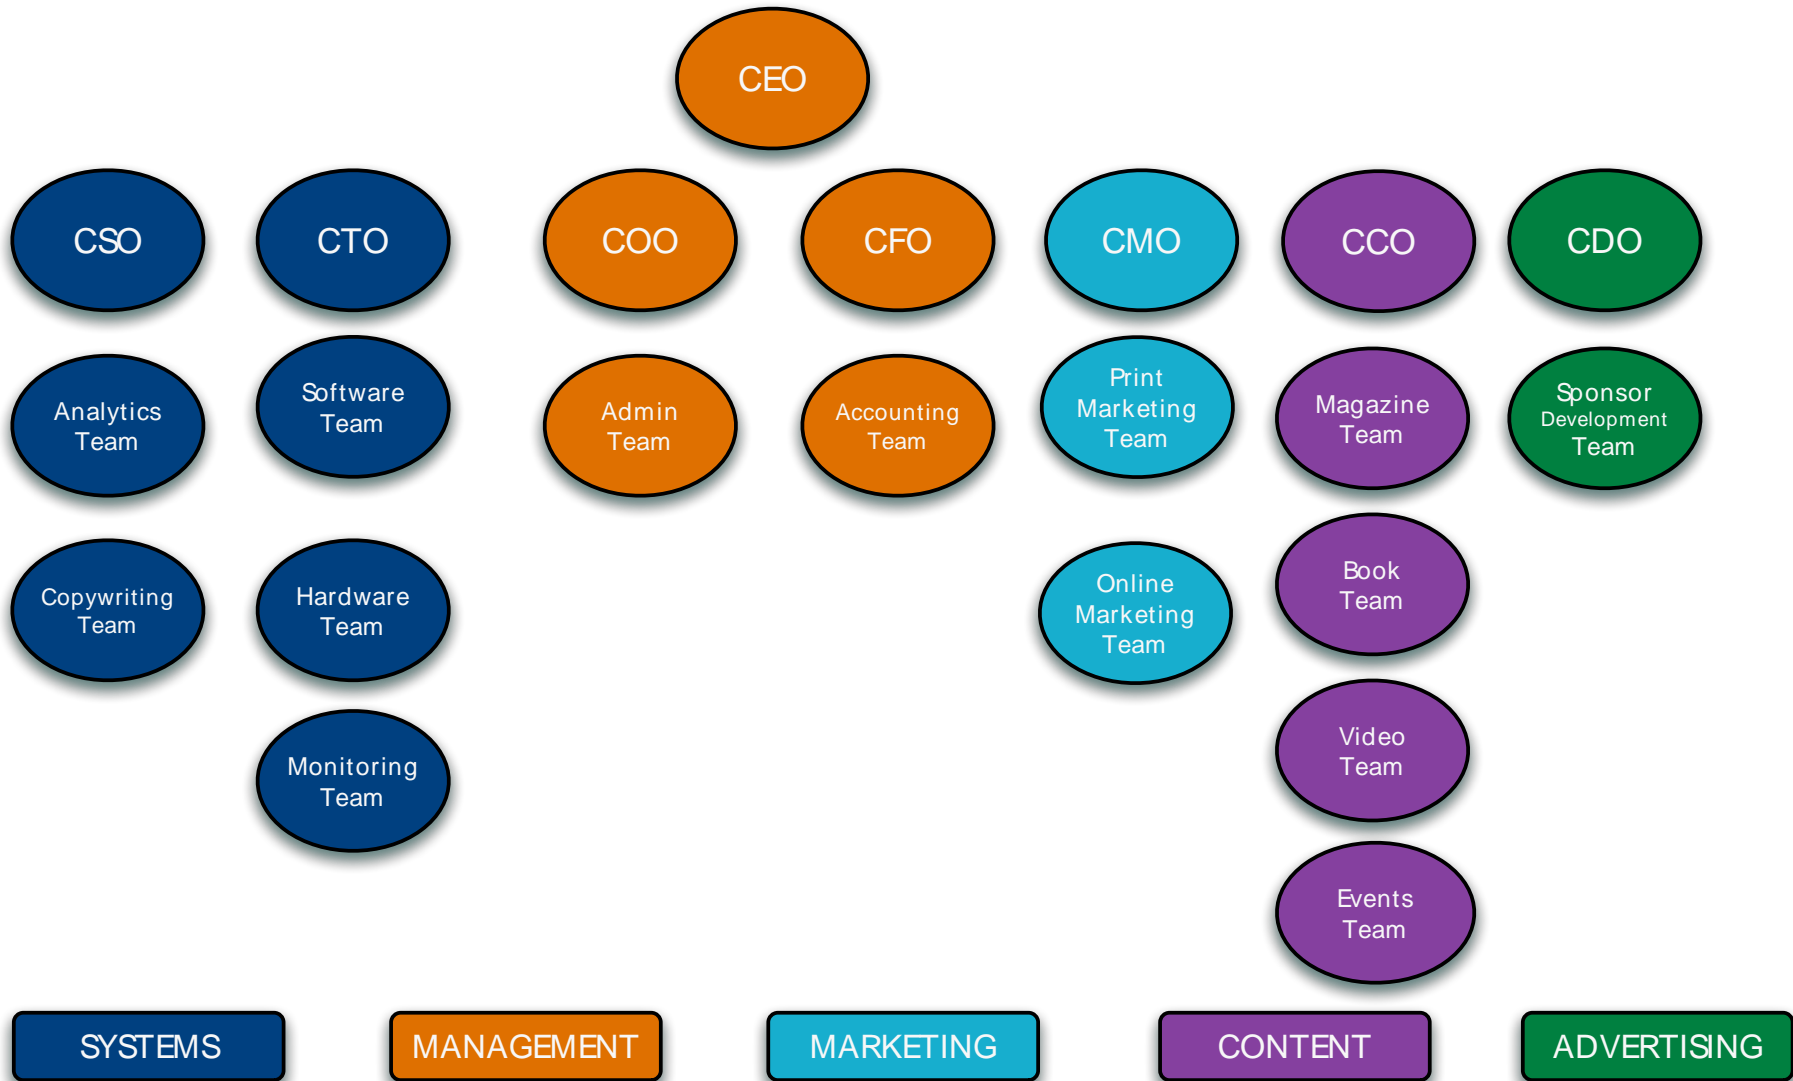 CEO
CSO
CTO
COO
CFO
CMO
CCO
CDO
Analytics
Team
Software
Team
Admin
Team
Accounting
Team
Print
Marketing
Team
Magazine
Team
Sponsor
Development
Team
Copywriting
Team
Hardware
Team
Online
Marketing
Team
Book
Team
Monitoring
Team
Video
Team
Events
Team
SYSTEMS
MANAGEMENT
MARKETING
CONTENT
ADVERTISING